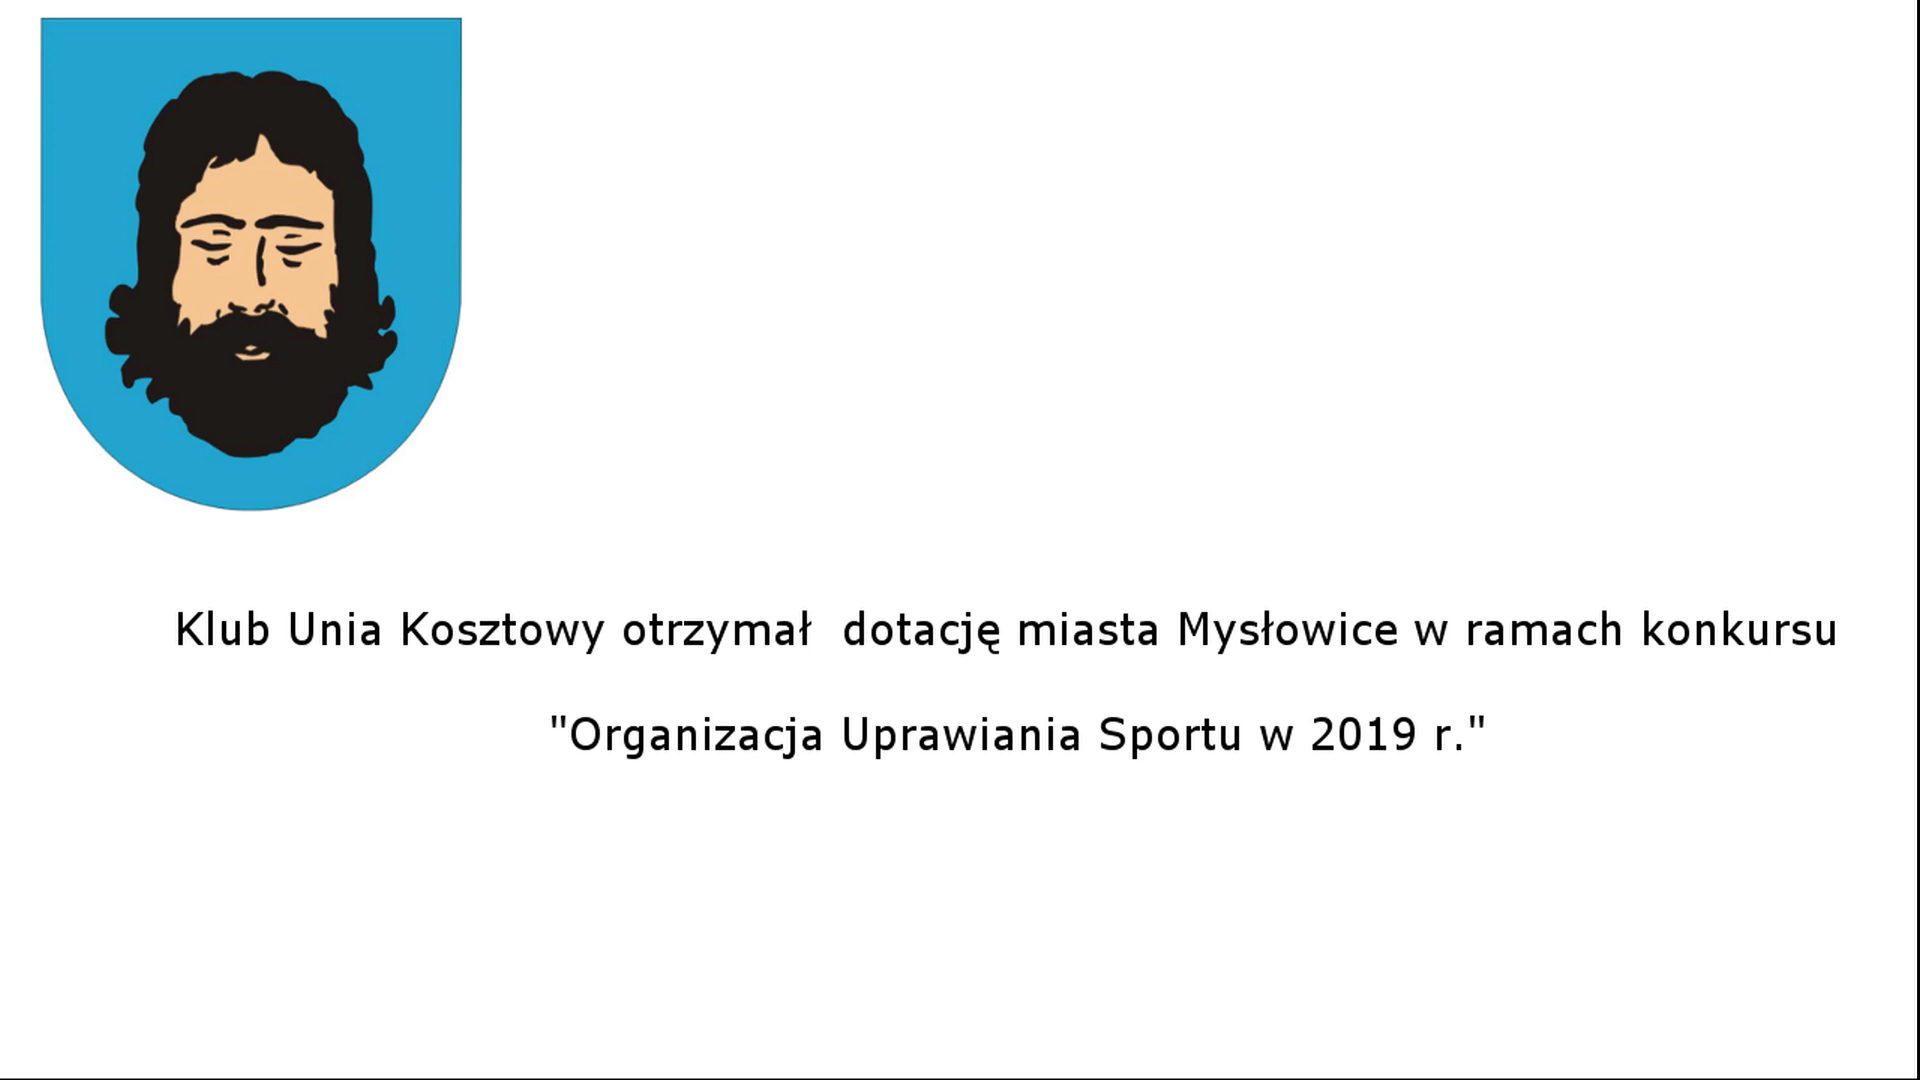 Klub Unia Kosztowy otrzymał  dotację miasta Mysłowice w ramach konkursu
"Organizacja Uprawiania Sportu w 2019 r."